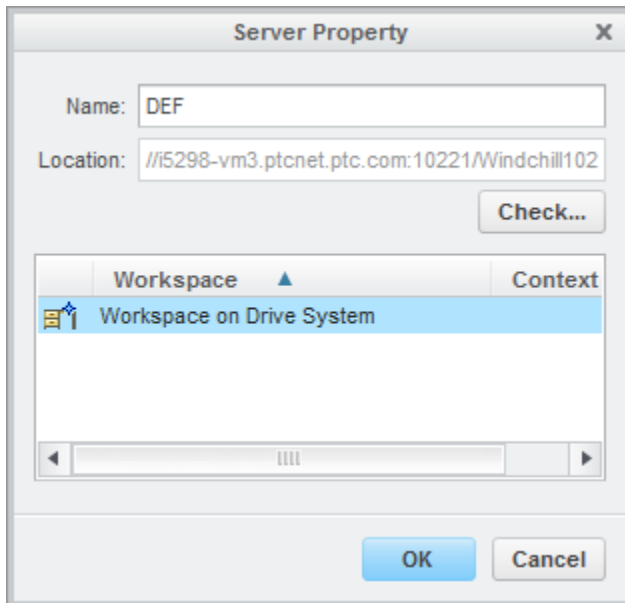 Server Property
Name: DEF
Location: //i5298-vm3.ptcnet.ptc.com:10221/Windchill102
Check...
Workspace Context
Workspace on Drive System
OK Cancel